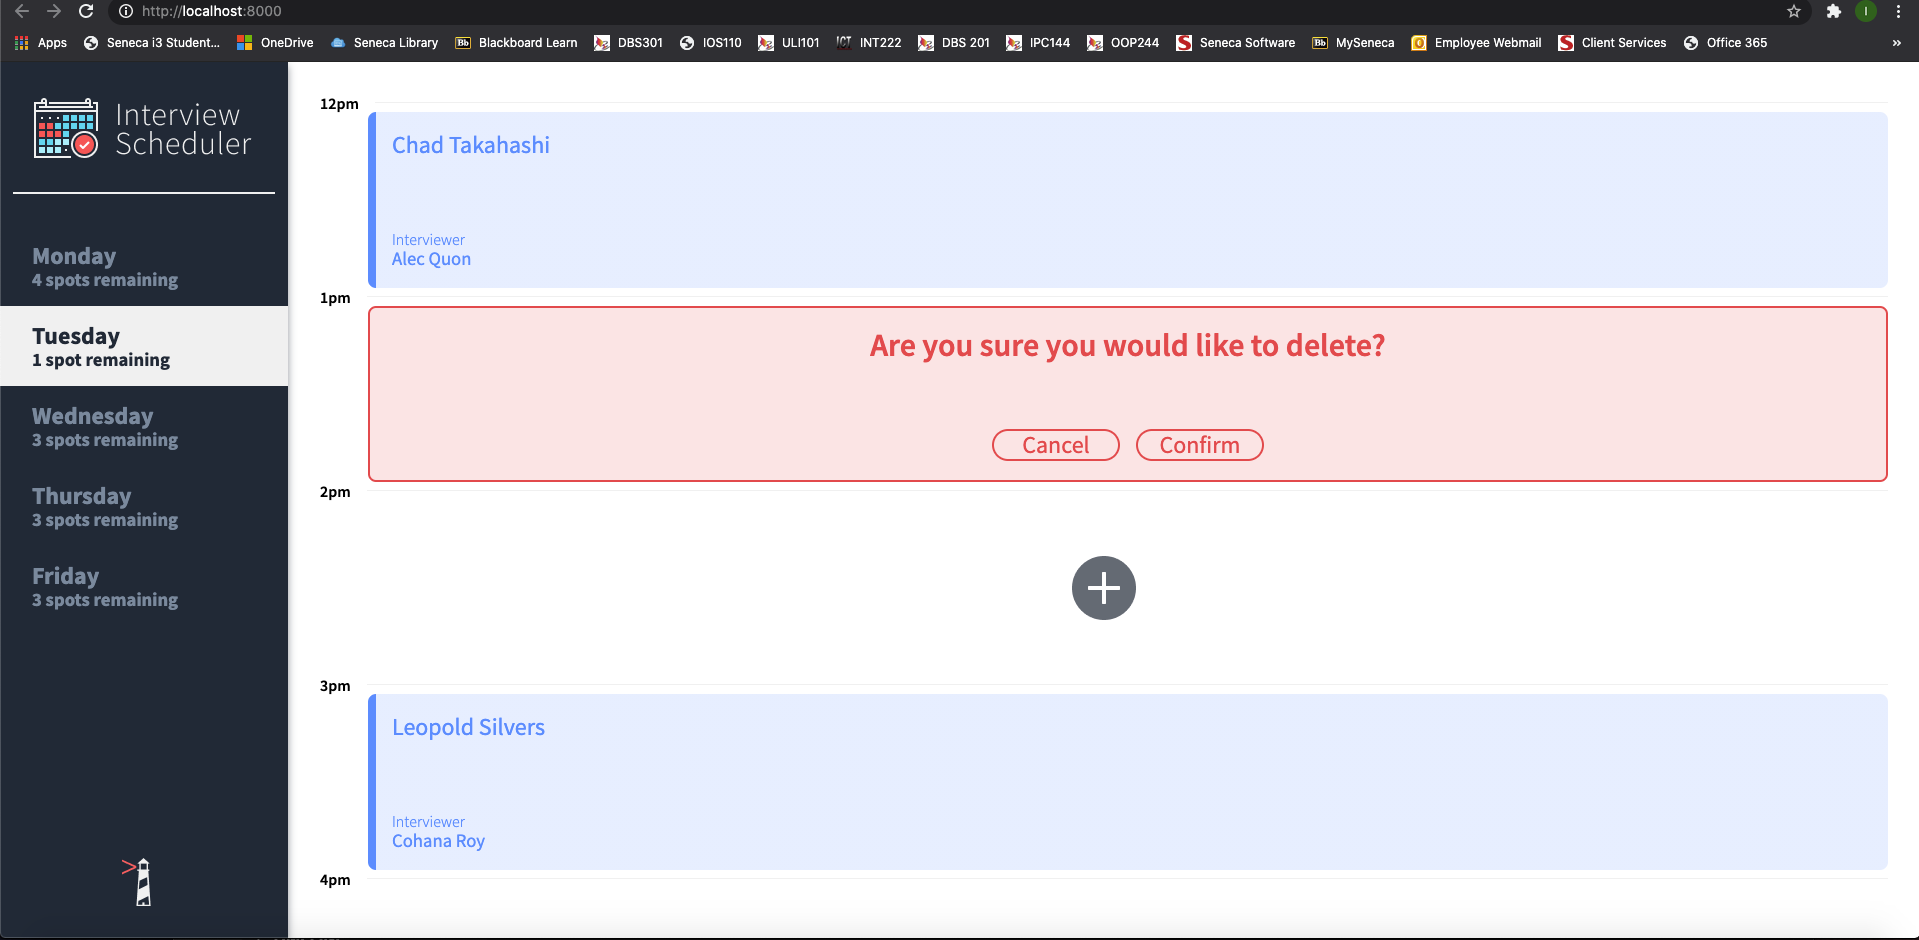 http://localhost:8000
Apps Seneca i3 Student... OneDrive Seneca Library Bb Blackboard Learn DBS301 IOS110 ULI101 ICT INT222 DBS 201 IPC144 OOP244 S Seneca Software Bb MySeneca Employee Webmail S Client Services Office 365 »
I
Interview
Scheduler
Monday
4 spots remaining
Tuesday
1 spot remaining
Wednesday
3 spots remaining
Thursday
3 spots remaining
Friday
3 spots remaining
12pm
Chad Takahashi
Interviewer
Alec Quon
1pm
Are you sure you would like to delete?
Cancel Confirm
2pm
3pm
Leopold Silvers
Interviewer
Cohana Roy
4pm